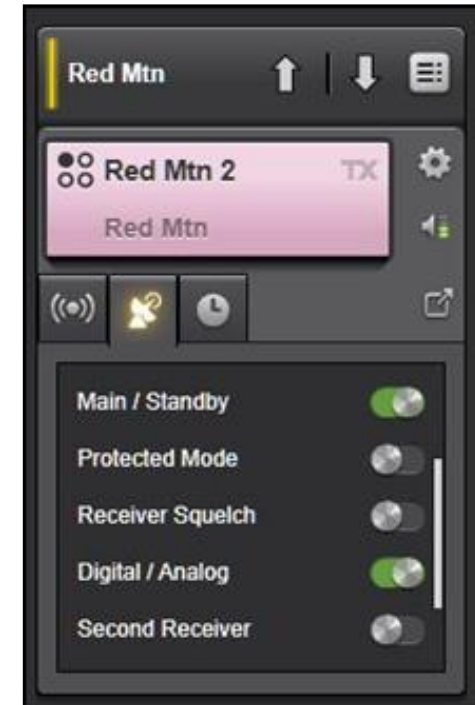 Red Mtn
Red Mtn 2 TX
Red Mtn
Main / Standby
Protected Mode
Receiver Squelch
Digital / Analog
Second Receiver